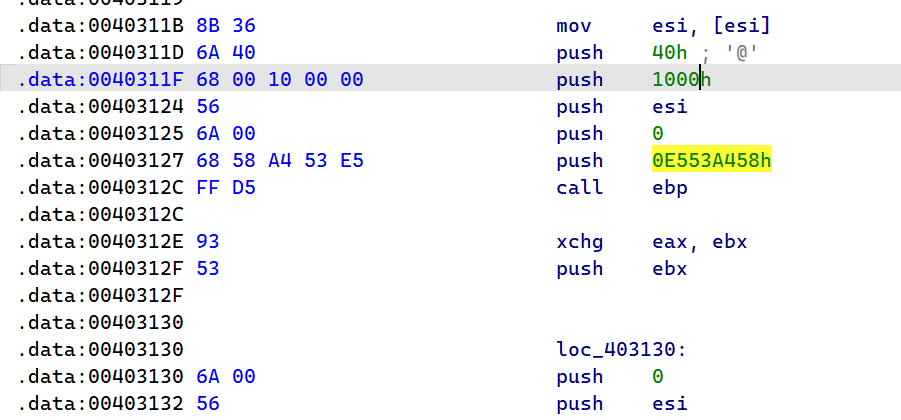 .data:0040311B 8B 36 mov esi, [esi]
.data:0040311D 6A 40 push 40h ; '@'
.data:0040311F 68 00 10 00 00 push 1000h
.data:00403124 56 push esi
.data:00403125 6A 00 push 0
.data:00403127 68 58 A4 53 E5 push 0E553A458h
.data:0040312C FF D5 call ebp
.data:0040312C
.data:0040312E 93 xchg eax, ebx
.data:0040312F 53 push ebx
.data:0040312F
.data:00403130
.data:00403130 loc_403130:
.data:00403130 6A 00 push 0
.data:00403132 56 push esi